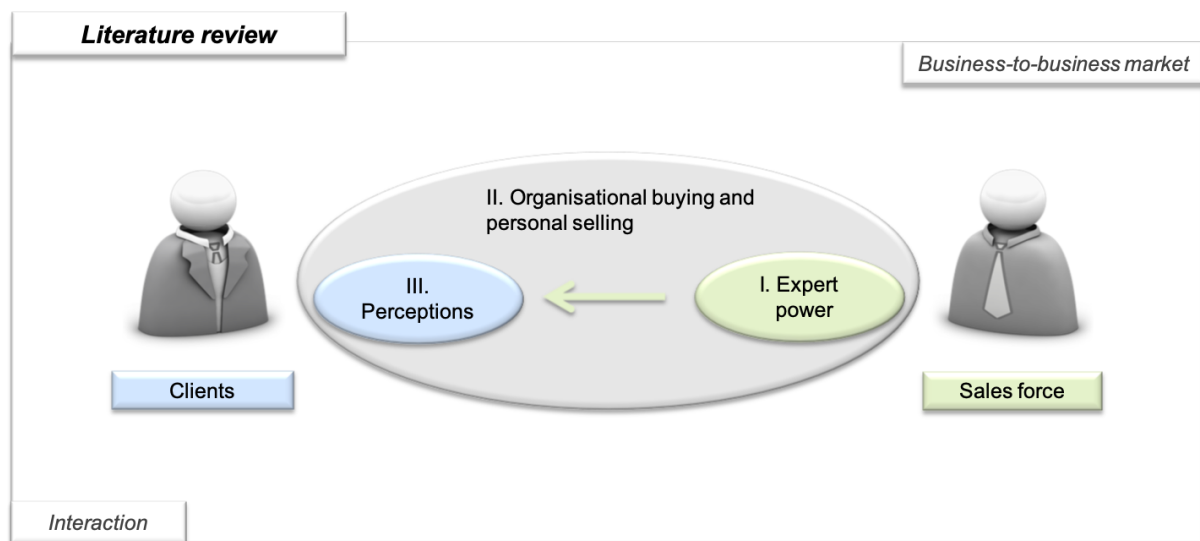 Literature review
Business-to-business market
II. Organisational buying and
personal selling
III.
Perceptions
I. Expert
power
Clients
Sales force
Interaction